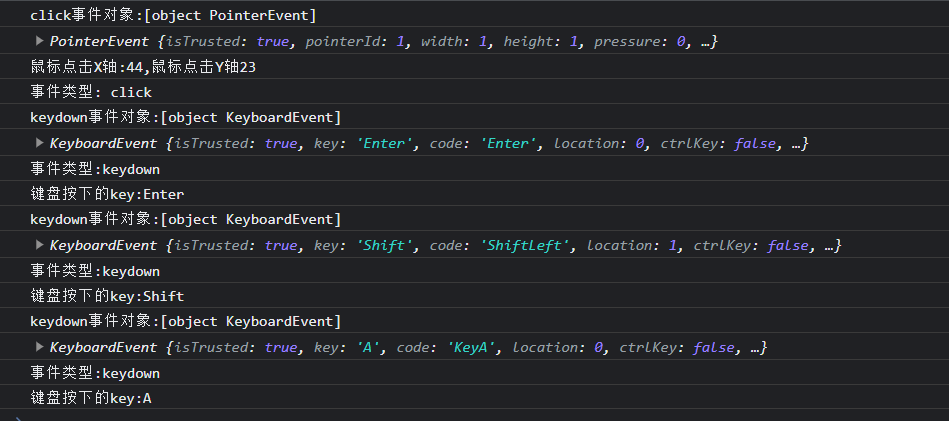 click事件对象:[object PointerEvent]
▶ PointerEvent {isTrusted: true, pointerId: 1, width: 1, height: 1, pressure: 0, …}
鼠标点击X轴:44,鼠标点击Y轴23
事件类型: click
keydown事件对象:[object KeyboardEvent]
▶ KeyboardEvent {isTrusted: true, key: 'Enter', code: 'Enter', location: 0, ctrlKey: false, …}
事件类型:keydown
键盘按下的key:Enter
keydown事件对象:[object KeyboardEvent]
▶ KeyboardEvent {isTrusted: true, key: 'Shift', code: 'ShiftLeft', location: 1, ctrlKey: false, …}
事件类型:keydown
键盘按下的key:Shift
keydown事件对象:[object KeyboardEvent]
▶ KeyboardEvent {isTrusted: true, key: 'A', code: 'KeyA', location: 0, ctrlKey: false, …}
事件类型:keydown
键盘按下的key:A